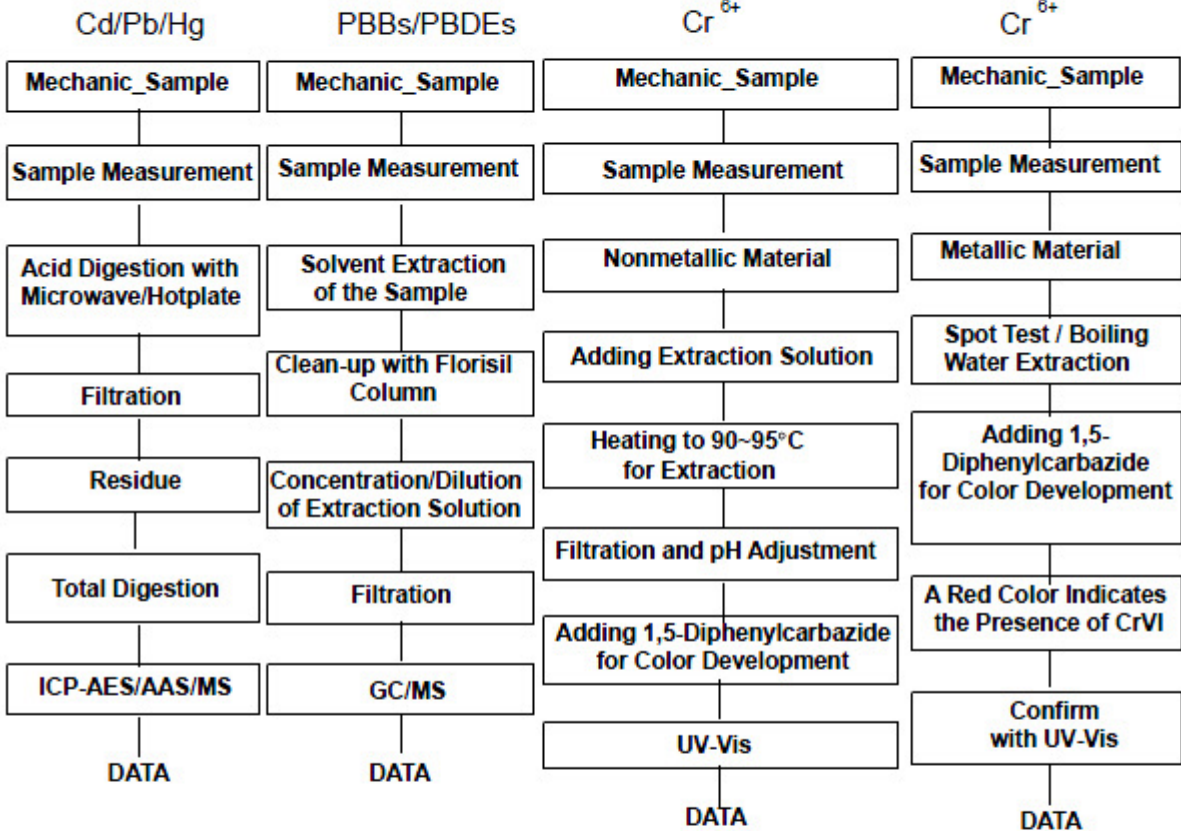 Cd/Pb/Hg
Mechanic_Sample
Sample Measurement
Acid Digestion with
Microwave/Hotplate
Filtration
Residue
Total Digestion
ICP-AES/AAS/MS
DATA
PBBs/PBDEs
Mechanic_Sample
Sample Measurement
Solvent Extraction
of the Sample
Clean-up with Florisil
Column
Concentration/Dilution
of Extraction Solution
Filtration
GC/MS
DATA
Cr 6+
Mechanic_Sample
Sample Measurement
Nonmetallic Material
Adding Extraction Solution
Heating to 90~95°C
for Extraction
Filtration and pH Adjustment
Adding 1,5-Diphenylcarbazide
for Color Development
UV-Vis
DATA
Cr 6+
Mechanic_Sample
Sample Measurement
Metallic Material
Spot Test / Boiling
Water Extraction
Adding 1,5-
Diphenylcarbazide
for Color Development
A Red Color Indicates
the Presence of CrVI
Confirm
with UV-Vis
DATA